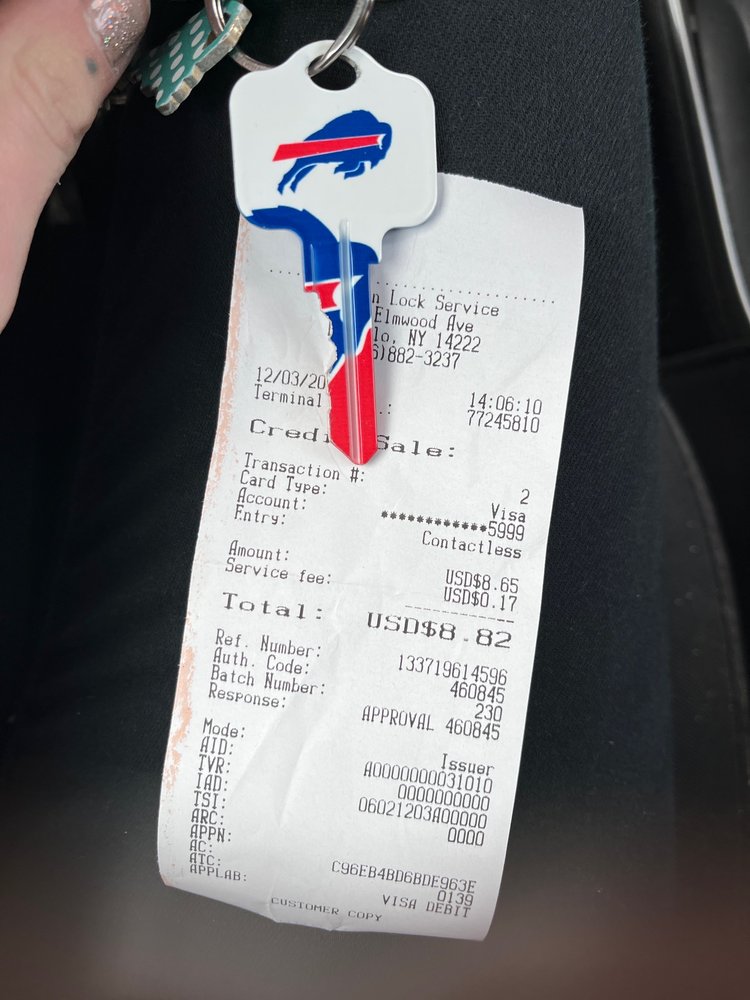 n Lock Service
Elmwood Ave
lo, NY 14222
6)882-3237
12/03/20 14:06:10
Terminal .: 77245810
Credi Sale:
Transaction #: 2
Card Type: Visa
Account: ************5999
Entry: Contactless
Amount: USD$8.65
Service fee: USD$0.17
Total: USD$8.82
Ref. Number: 133719614596
Auth. Code: 460845
Batch Number: 230
Response: APPROVAL 460845
Mode: Issuer
AID: A0000000031010
TVR: 0000000000
IAD: 06021203A00000
TSI: 0000
ARC:
APPN:
AC: C96EB4BD6BDE963E
ATC: 0139
APPLAB: VISA DEBIT
CUSTOMER COPY